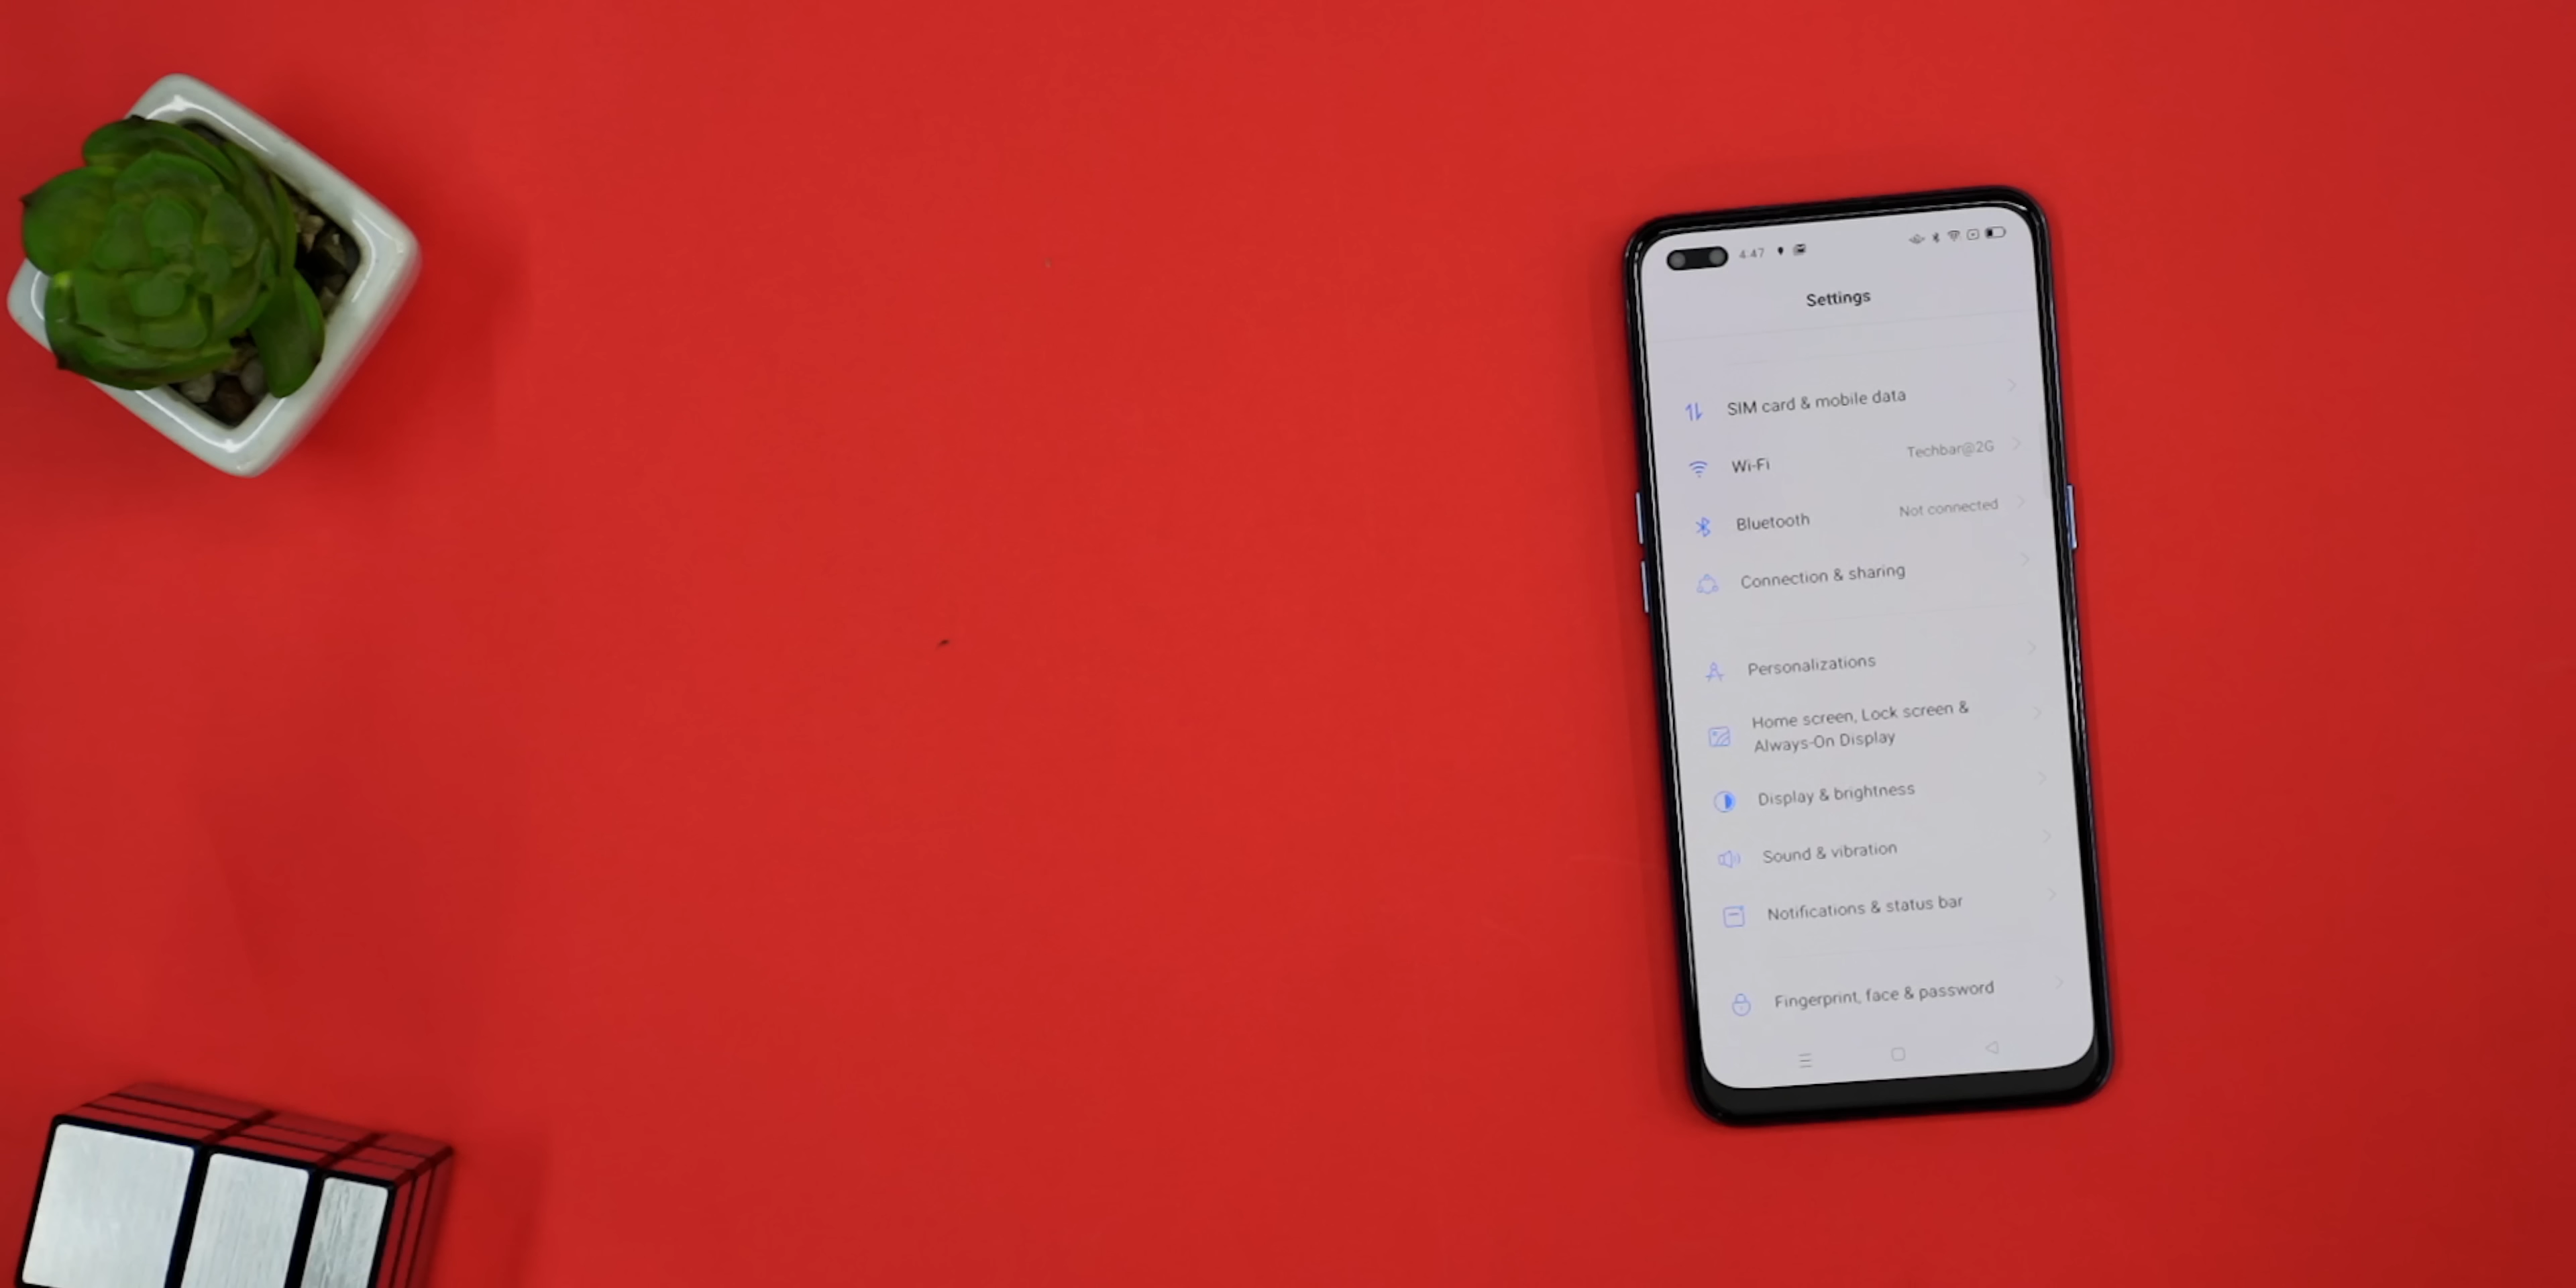 4:47
Settings
SIM card & mobile data
Wi-Fi Techbar@2G
Bluetooth Not connected
Connection & sharing
Personalizations
Home screen, Lock screen &
Always-On Display
Display & brightness
Sound & vibration
Notifications & status bar
Fingerprint, face & password